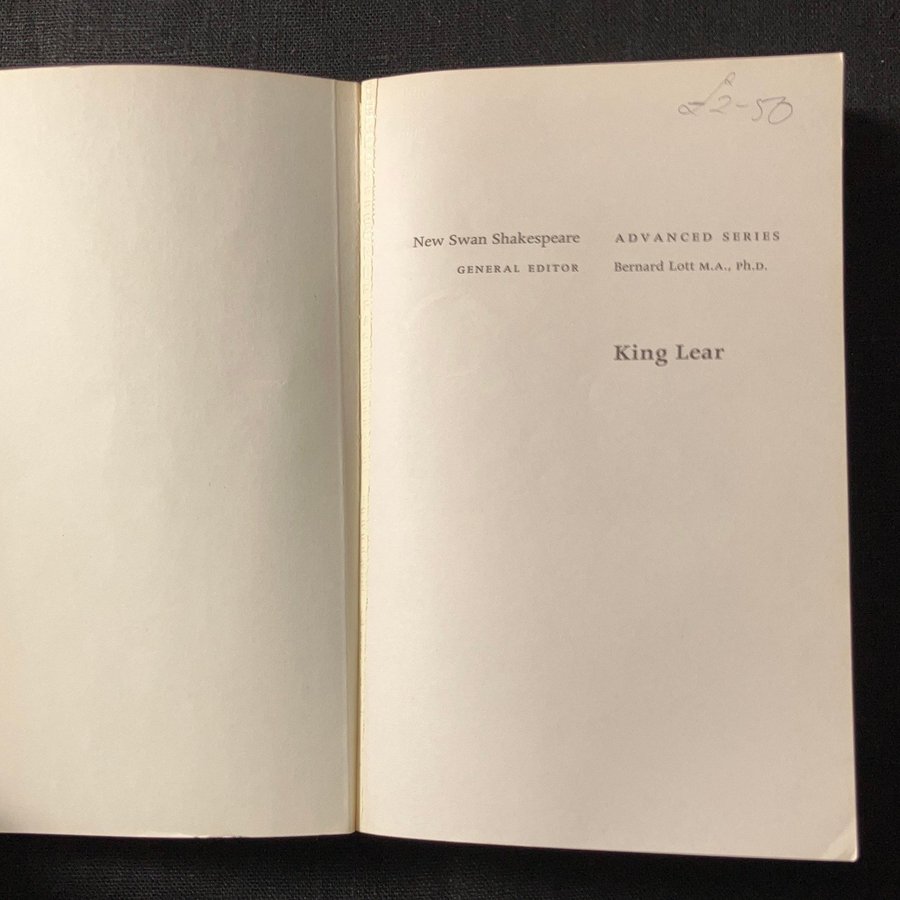 £2-50
New Swan Shakespeare ADVANCED SERIES
GENERAL EDITOR Bernard Lott M.A., Ph.D.
King Lear